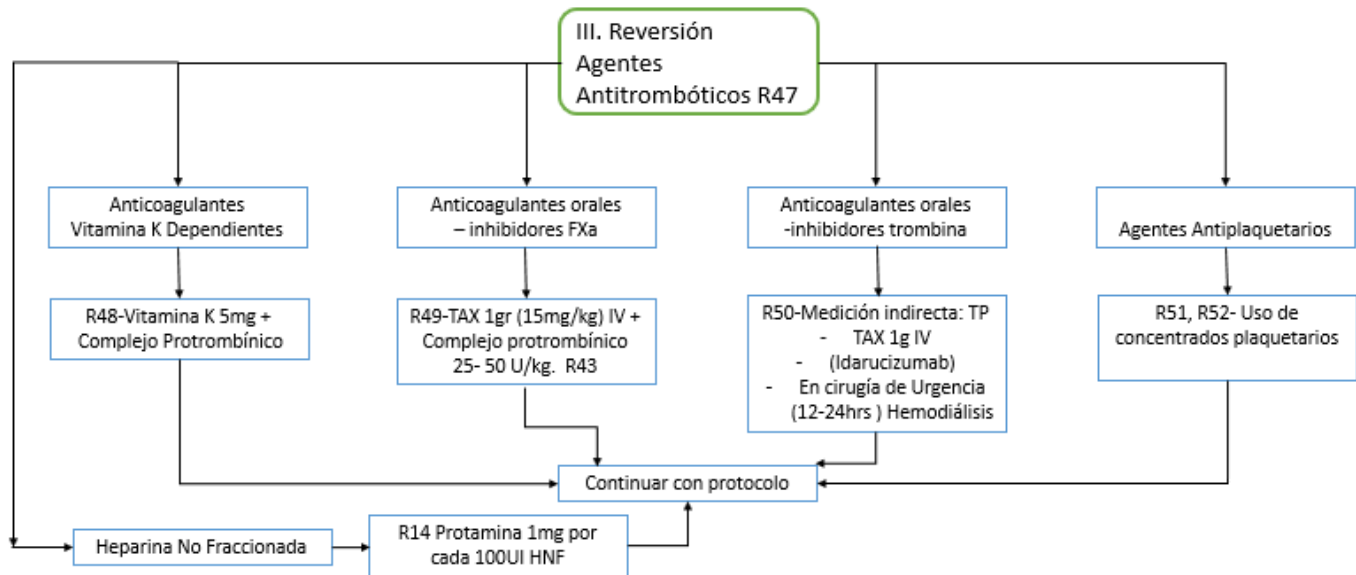 III. Reversión
Agentes
Antitrombóticos R47
Anticoagulantes
Vitamina K Dependientes
Anticoagulantes orales
– inhibidores FXa
Anticoagulantes orales
-inhibidores trombina
Agentes Antiplaquetarios
R48-Vitamina K 5mg +
Complejo Protrombínico
R49-TAX 1gr (15mg/kg) IV +
Complejo protrombínico
25- 50 U/kg.  R43
R50-Medición indirecta: TP
- TAX 1g IV
- (Idarucizumab)
- En cirugía de Urgencia
(12-24hrs ) Hemodiálisis
R51, R52- Uso de
concentrados plaquetarios
Continuar con protocolo
Heparina No Fraccionada
R14 Protamina 1mg por
cada 100UI HNF